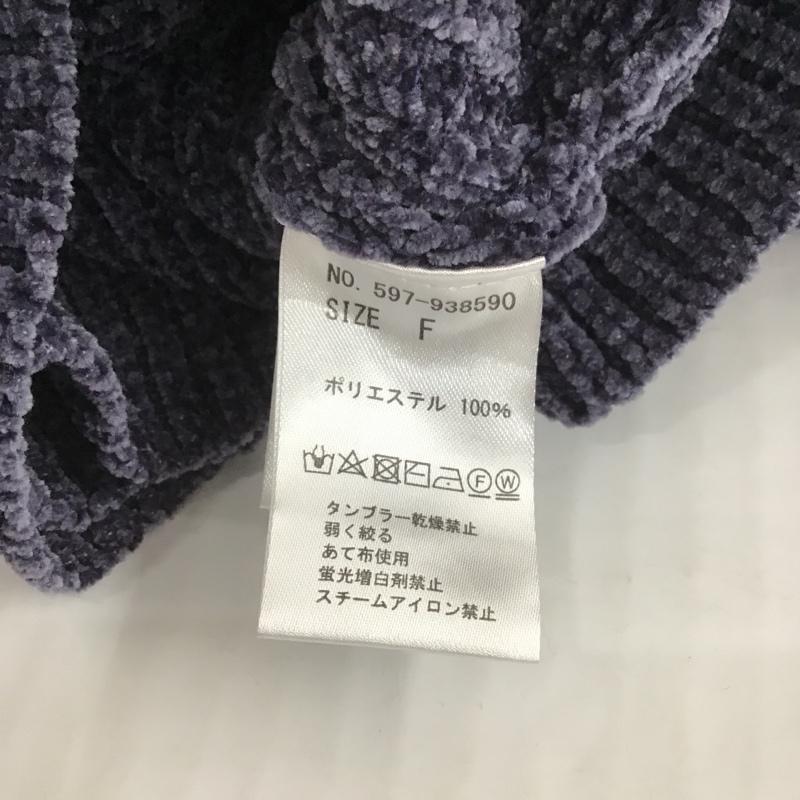 NO. 597-938590
SIZE F
ポリエステル 100%
F W
タンブラー乾燥禁止
弱く絞る
あて布使用
蛍光増白剤禁止
スチームアイロン禁止